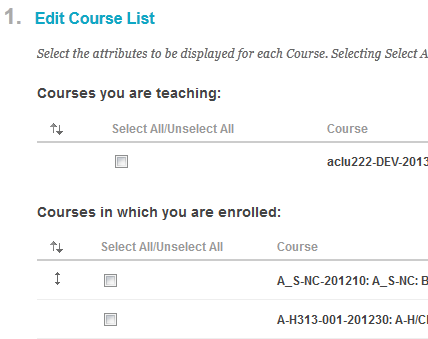 1. Edit Course List
Select the attributes to be displayed for each Course. Selecting Select A
Courses you are teaching:
Select All/Unselect All Course
aclu222-DEV-2013
Courses in which you are enrolled:
Select All/Unselect All Course
A_S-NC-201210: A_S-NC: B
A-H313-001-201230: A-H/C